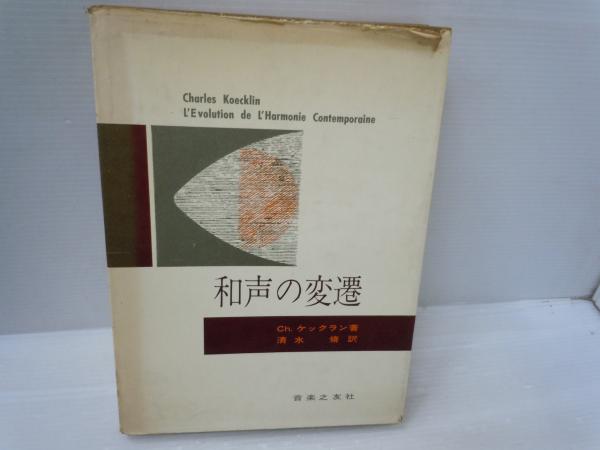 Charles Koecklin
L'Evolution de L'Harmonie Contemporaine
和声の変遷
Ch. ケックラン著
清水 脩訳
音楽之友社